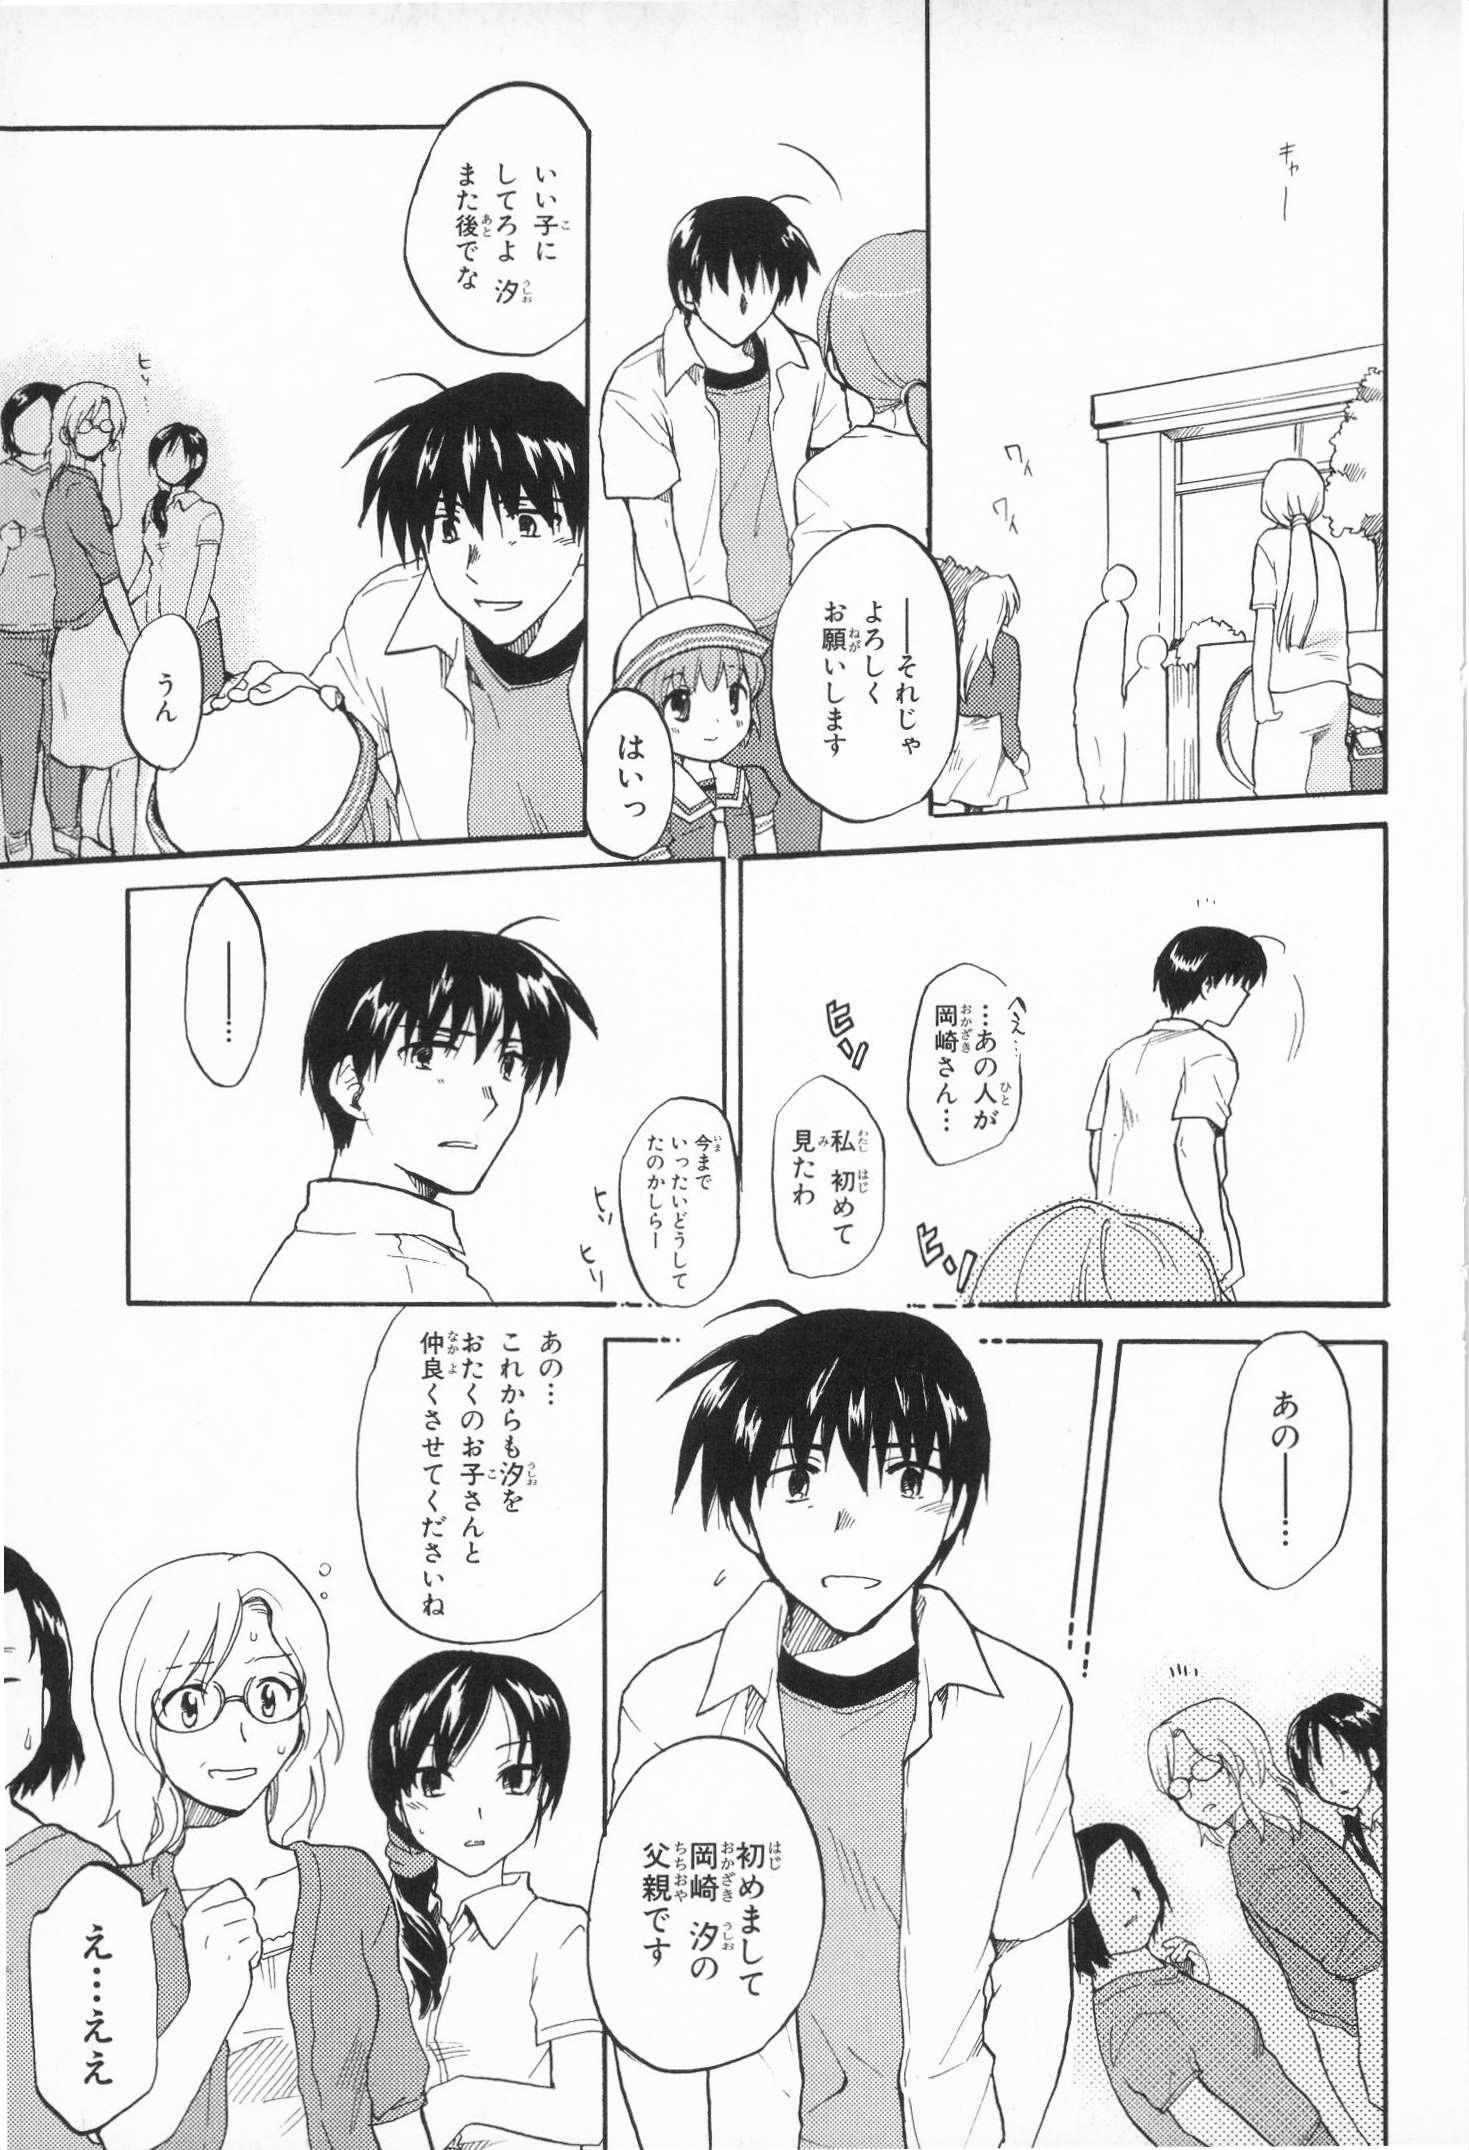 キャー
ワイ
ワイ
――それじゃ
よろしく
お願いします
はいっ
いい子に
してろよ 汐
また後でな
うん
ヒソ…
へえ…
…あの人が
岡崎さん…
私 初めて
見たわ
ヒソ
ヒソ
今まで
いったいどうして
たのかしらー
ヒソ
ヒソ
――…
あの――…
初めまして
岡崎 汐の
父親です
あの…
これからも汐を
おたくのお子さんと
仲良くさせてくださいね
え…ええ